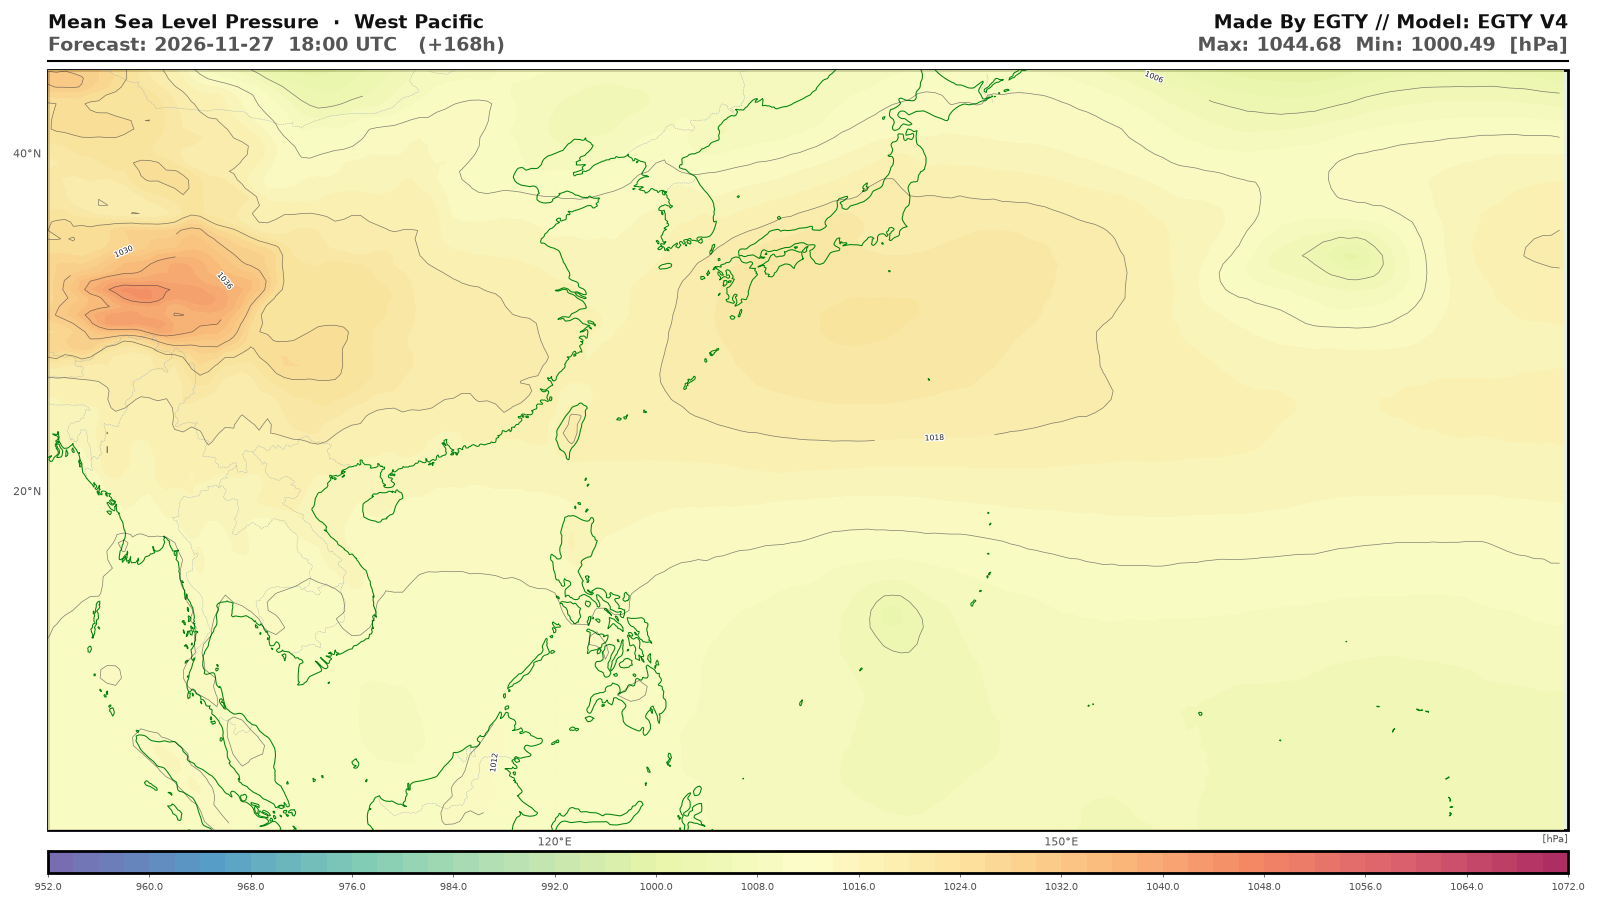 Mean Sea Level Pressure · West Pacific
Made By EGTY // Model: EGTY V4
Forecast: 2026-11-27 18:00 UTC (+168h)
Max: 1044.68 Min: 1000.49 [hPa]
1006
40°N
1030
1036
1018
20°N
1012
120°E
150°E
[hPa]
952.0 960.0 968.0 976.0 984.0 992.0 1000.0 1008.0 1016.0 1024.0 1032.0 1040.0 1048.0 1056.0 1064.0 1072.0